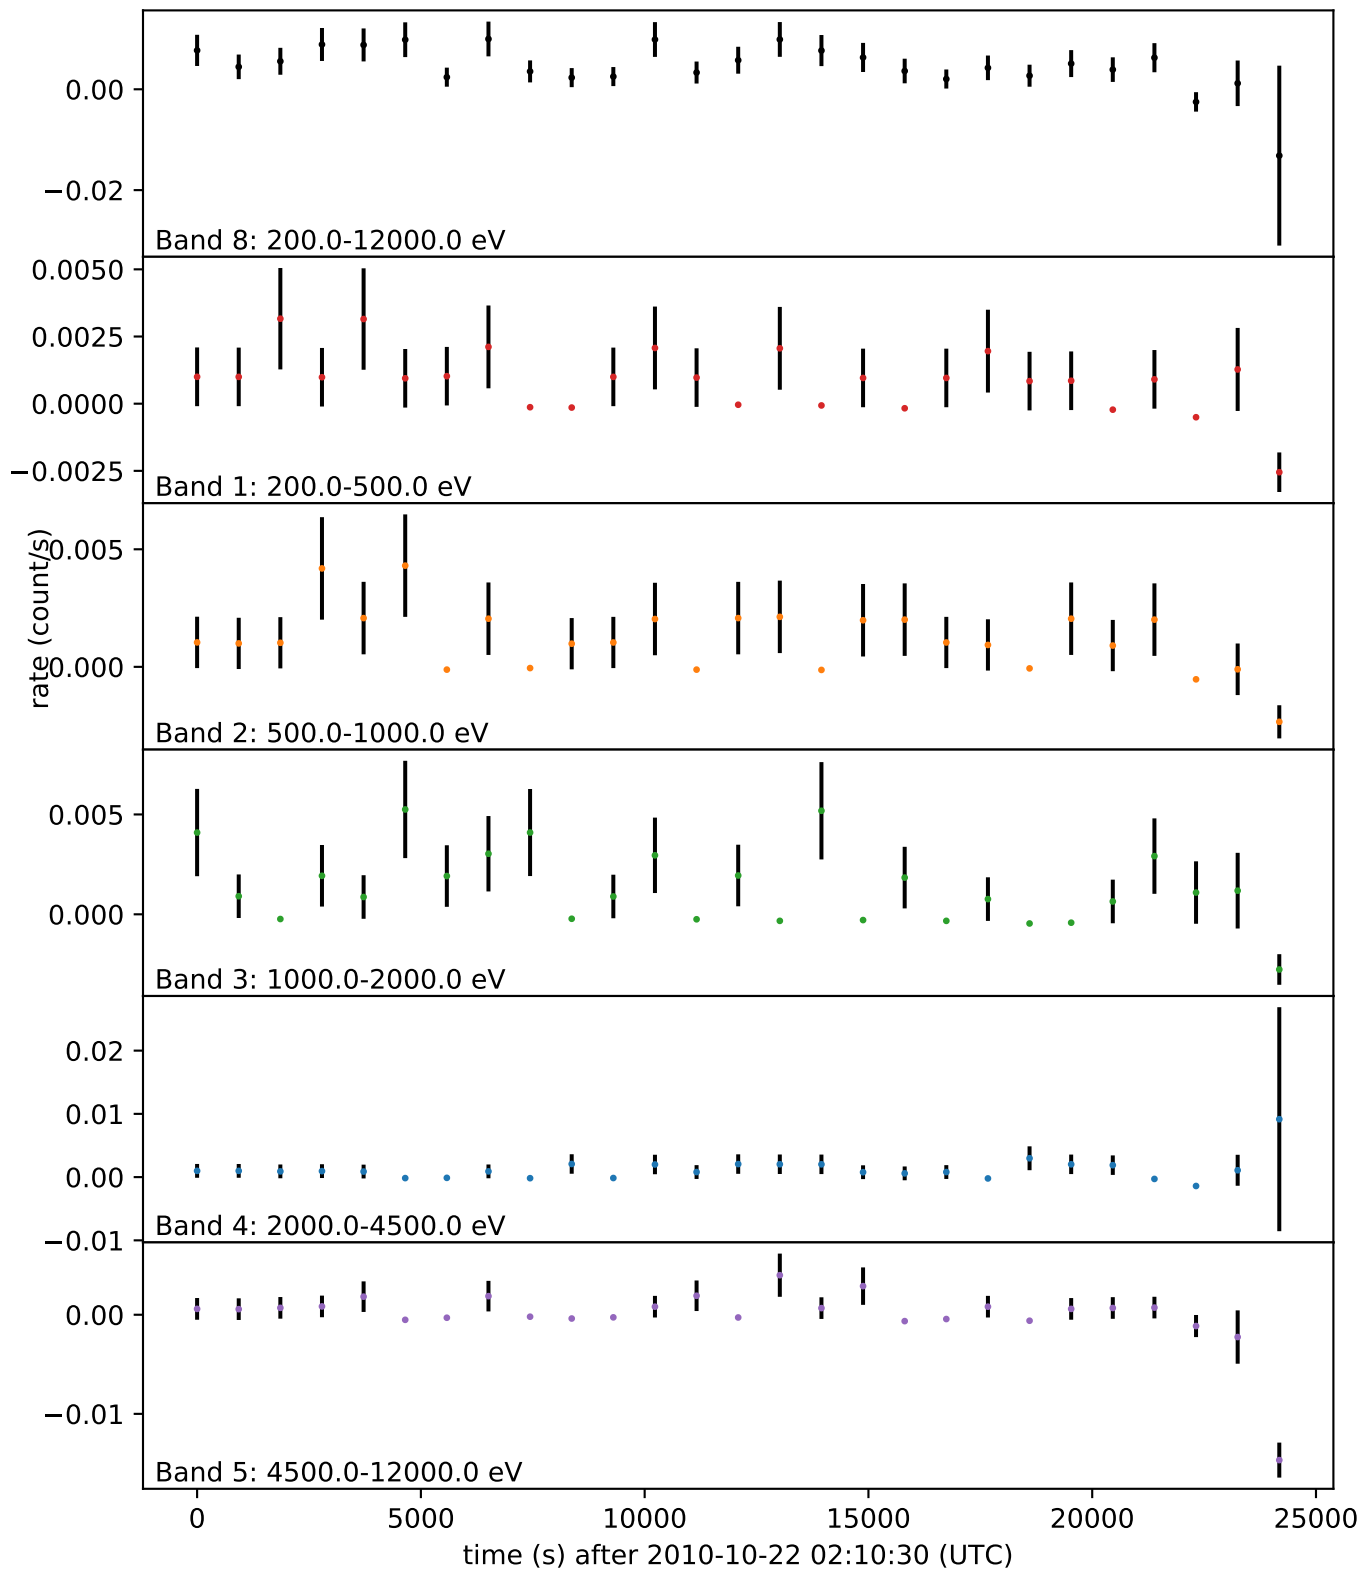 0.00
−0.02
Band 8: 200.0-12000.0 eV
0.0050
0.0025
0.0000
−0.0025
Band 1: 200.0-500.0 eV
rate (count/s)
0.005
0.000
Band 2: 500.0-1000.0 eV
0.005
0.000
Band 3: 1000.0-2000.0 eV
0.02
0.01
0.00
−0.01
Band 4: 2000.0-4500.0 eV
0.00
−0.01
Band 5: 4500.0-12000.0 eV
0 5000 10000 15000 20000 25000
time (s) after 2010-10-22 02:10:30 (UTC)